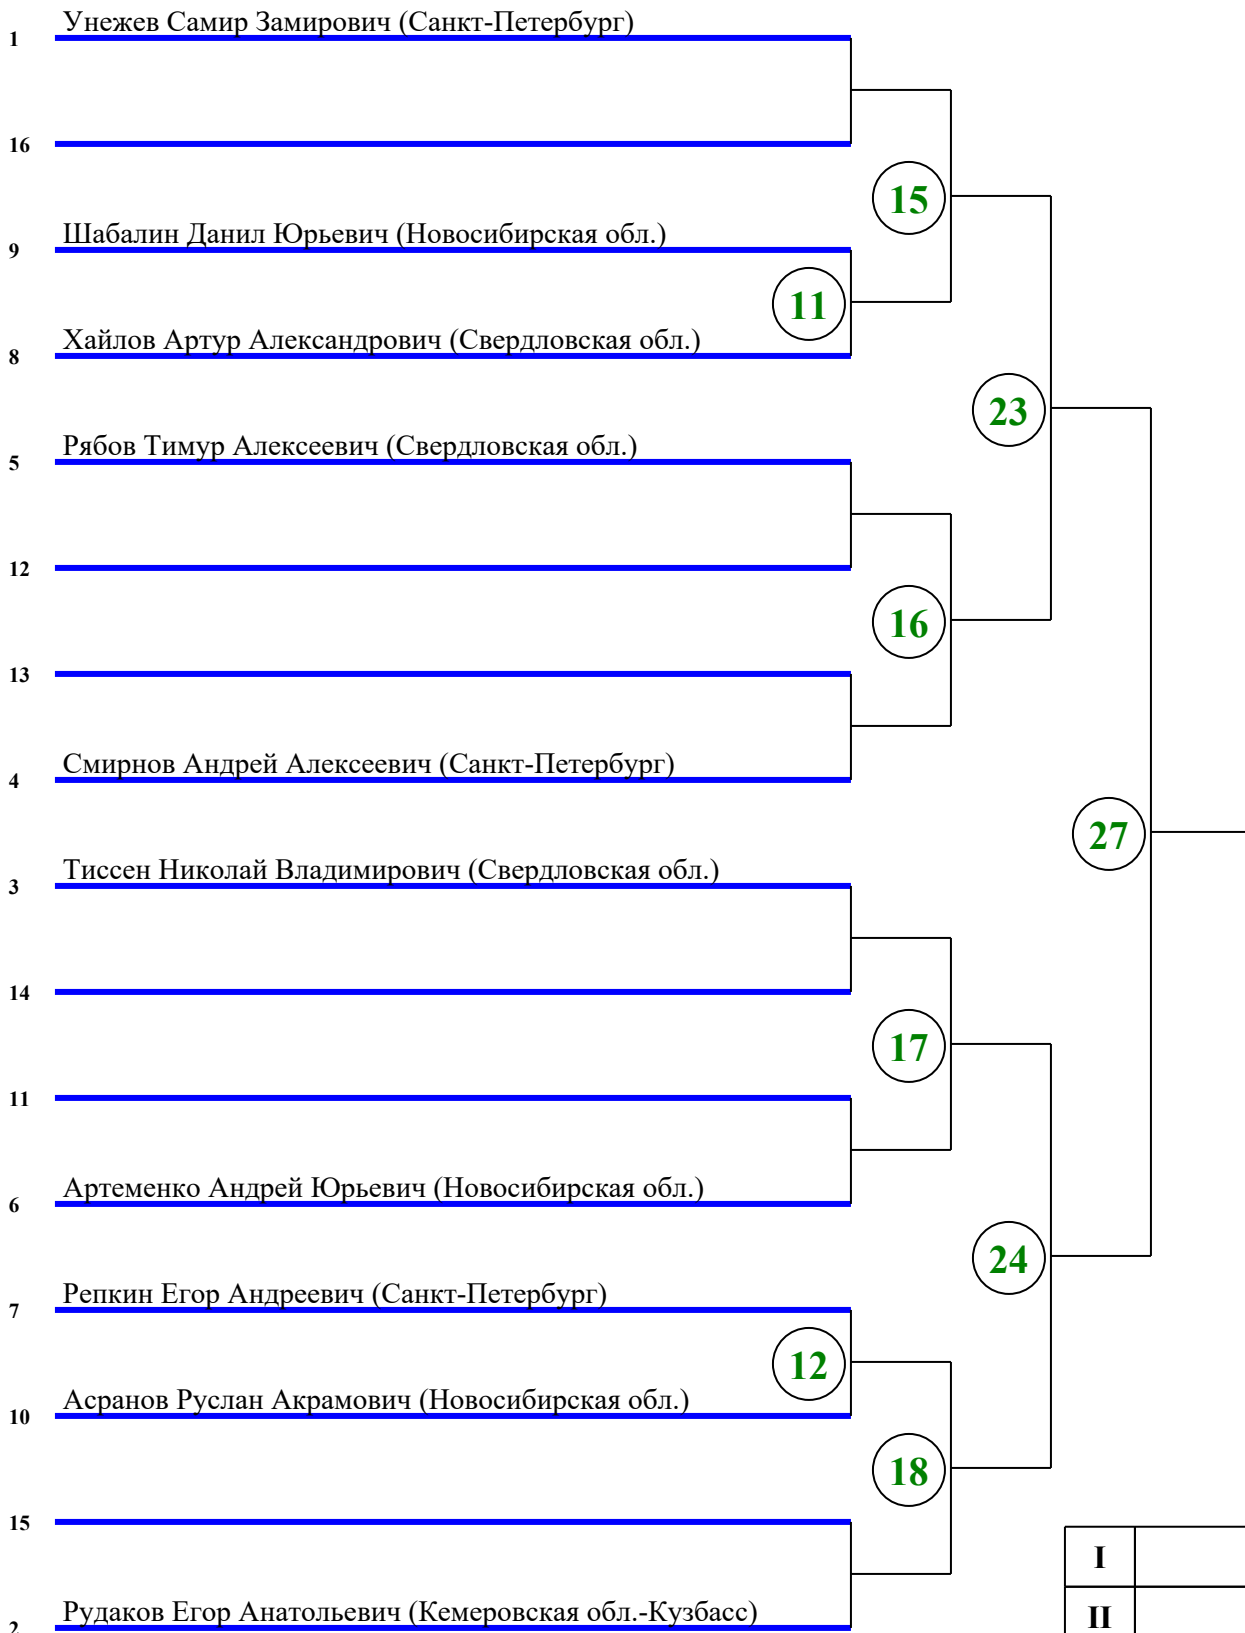 1 Унежев Самир Замирович (Санкт-Петербург)
16
15
9 Шабалин Данил Юрьевич (Новосибирская обл.)
11
8 Хайлов Артур Александрович (Свердловская обл.)
23
5 Рябов Тимур Алексеевич (Свердловская обл.)
12
16
13
4 Смирнов Андрей Алексеевич (Санкт-Петербург)
27
3 Тиссен Николай Владимирович (Свердловская обл.)
14
17
11
6 Артеменко Андрей Юрьевич (Новосибирская обл.)
24
7 Репкин Егор Андреевич (Санкт-Петербург)
12
10 Асранов Руслан Акрамович (Новосибирская обл.)
18
15
I
2 Рудаков Егор Анатольевич (Кемеровская обл.-Кузбасс)
II